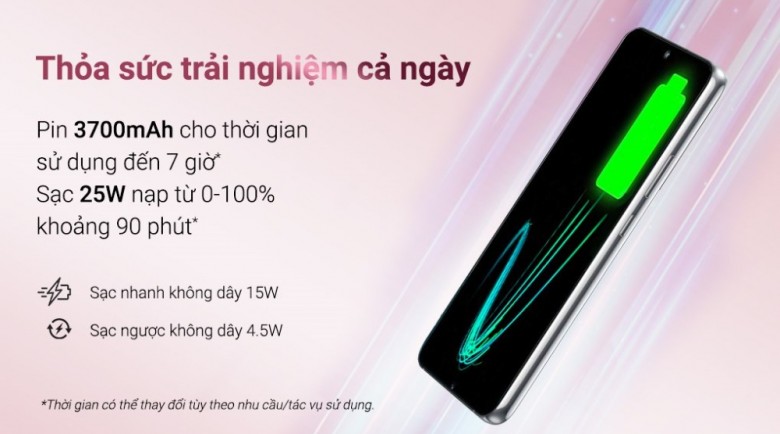 Thỏa sức trải nghiệm cả ngày
Pin 3700mAh cho thời gian
sử dụng đến 7 giờ*
Sạc 25W nạp từ 0-100%
khoảng 90 phút*
Sạc nhanh không dây 15W
Sạc ngược không dây 4.5W
*Thời gian có thể thay đổi tùy theo nhu cầu/tác vụ sử dụng.